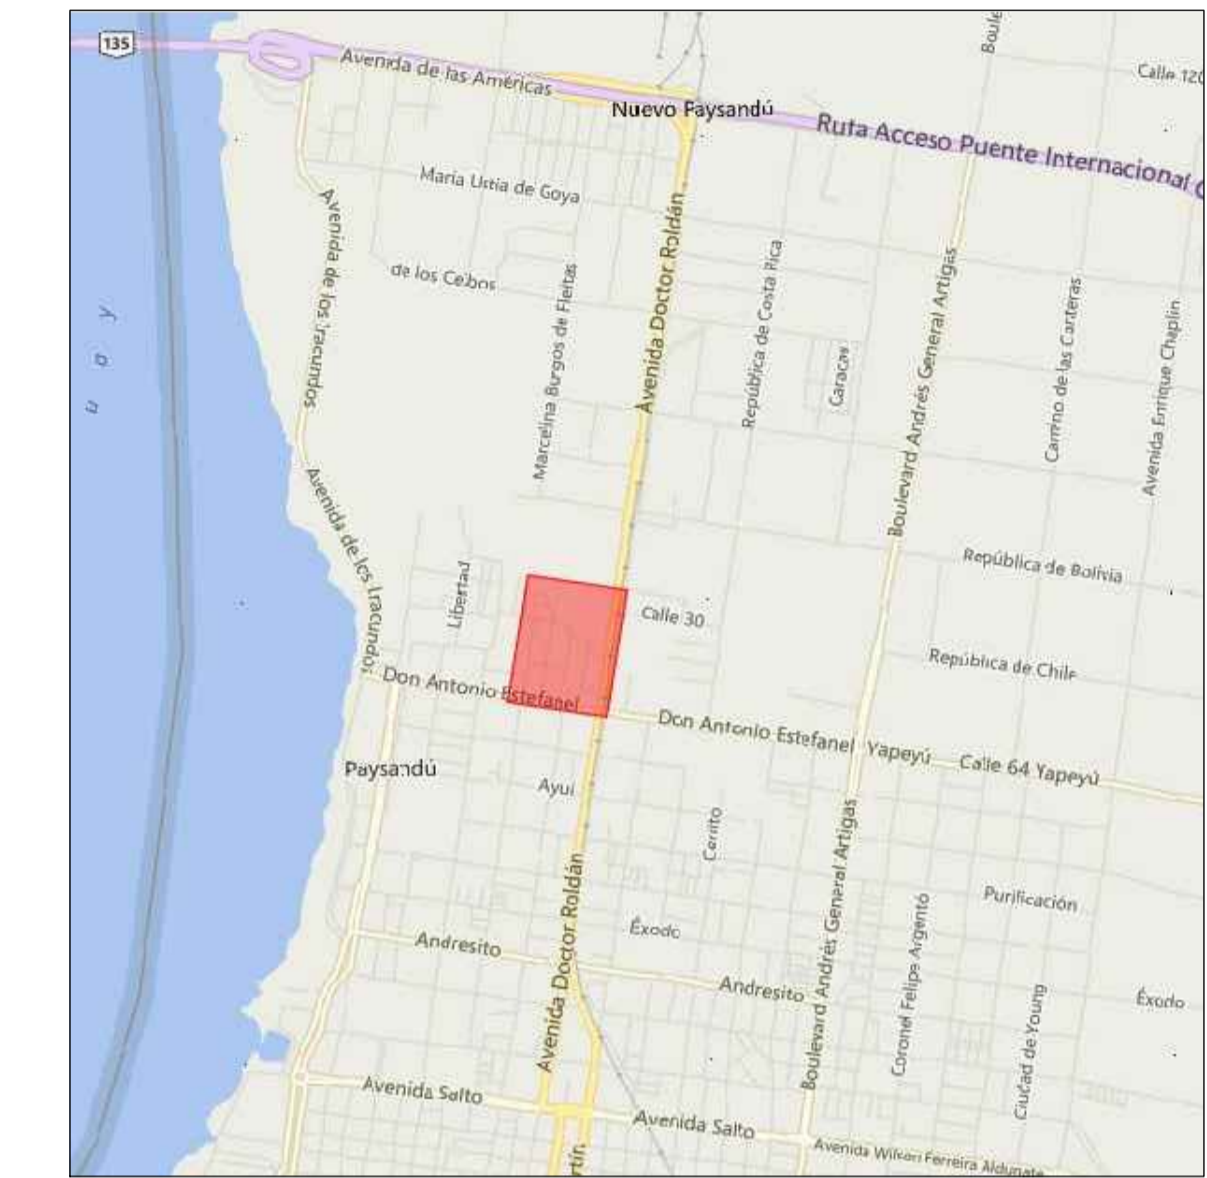 Boule
135
Avenida de las Américas
Calle 120
Nuevo Paysandú
Ruta Acceso Puente Internacional
María Ustia de Goya
Avenida de los Iracundos
Avenida Doctor Roldán
República de Costa Rica
de los Ceibos
Marcelina Burgos de Fleitas
Boulevard Andrés General Artigas
Camino de las Canteras
Avenida Enrique Chaplin
Caracas
u a y
Avenida de los Iracundos
República de Bolivia
Libertad
Calle 30
República de Chile
Don Antonio Estefanel
Don Antonio Estefanel
Yapeyú
Calle 64 Yapeyú
Paysandú
Ayuí
Cerrito
Boulevard Andrés General Artigas
Avenida Doctor Roldán
Purificación
Coronel Felipe Argentó
Éxodo
Andresito
Andresito
Ciudad de Young
Éxodo
Avenida Salto
Avenida Salto
Avenida Wilson Ferreira Aldunate
rtín